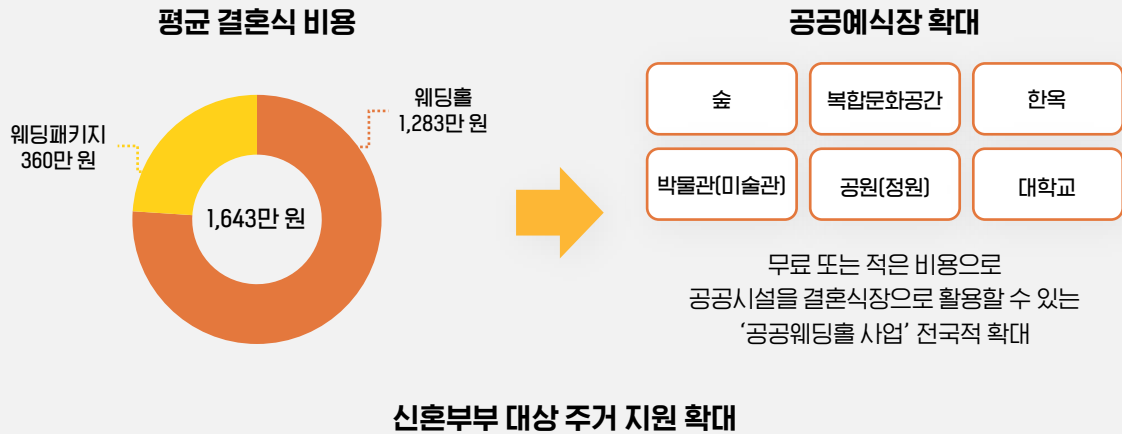 평균 결혼식 비용
웨딩홀
1,283만 원
웨딩패키지
360만 원
1,643만 원
공공예식장 확대
숲
복합문화공간
한옥
박물관(미술관)
공원(정원)
대학교
무료 또는 적은 비용으로
공공시설을 결혼식장으로 활용할 수 있는
‘공공웨딩홀 사업’ 전국적 확대
신혼부부 대상 주거 지원 확대